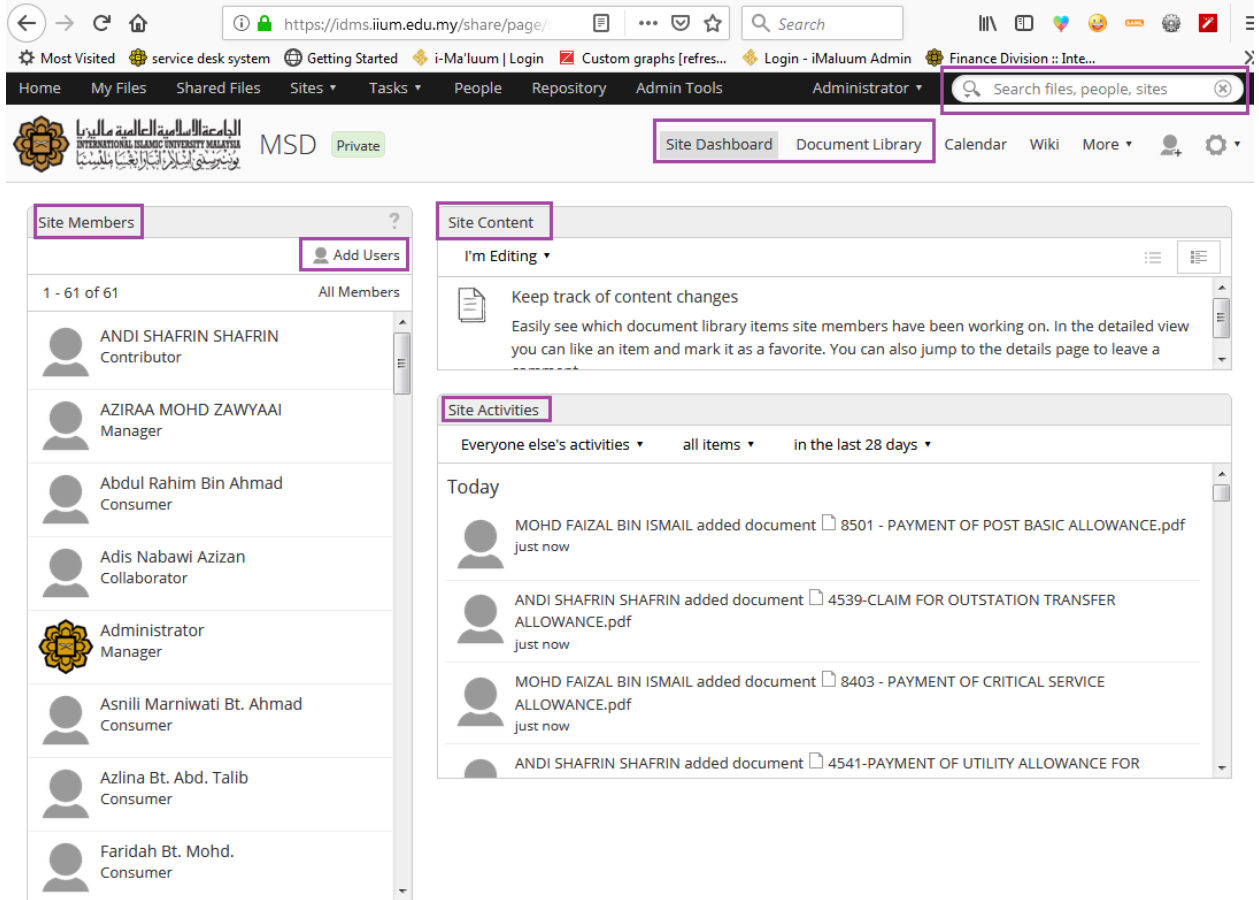 https://idms.iium.edu.my/share/page/
Search
Most Visited service desk system Getting Started i-Ma'luum | Login Custom graphs [refres... Login - iMaluum Admin Finance Division :: Inte...
Home My Files Shared Files Sites Tasks People Repository Admin Tools Administrator Search files, people, sites
الجامعة الإسلامية العالمية ماليزيا
INTERNATIONAL ISLAMIC UNIVERSITY MALAYSIA
MSD Private
Site Dashboard Document Library Calendar Wiki More
Site Members ?
Add Users
1 - 61 of 61 All Members
ANDI SHAFRIN SHAFRIN
Contributor
AZIRAA MOHD ZAWYAAI
Manager
Abdul Rahim Bin Ahmad
Consumer
Adis Nabawi Azizan
Collaborator
Administrator
Manager
Asnili Marniwati Bt. Ahmad
Consumer
Azlina Bt. Abd. Talib
Consumer
Faridah Bt. Mohd.
Consumer
Site Content
I'm Editing
Keep track of content changes
Easily see which document library items site members have been working on. In the detailed view
you can like an item and mark it as a favorite. You can also jump to the details page to leave a
Site Activities
Everyone else's activities all items in the last 28 days
Today
MOHD FAIZAL BIN ISMAIL added document 8501 - PAYMENT OF POST BASIC ALLOWANCE.pdf
just now
ANDI SHAFRIN SHAFRIN added document 4539-CLAIM FOR OUTSTATION TRANSFER
ALLOWANCE.pdf
just now
MOHD FAIZAL BIN ISMAIL added document 8403 - PAYMENT OF CRITICAL SERVICE
ALLOWANCE.pdf
just now
ANDI SHAFRIN SHAFRIN added document 4541-PAYMENT OF UTILITY ALLOWANCE FOR